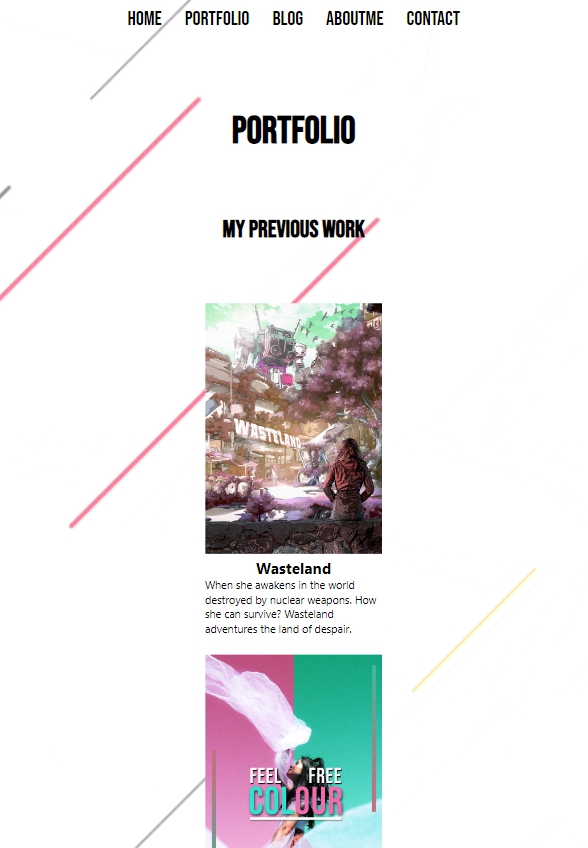 HOME PORTFOLIO BLOG ABOUTME CONTACT
PORTFOLIO
MY PREVIOUS WORK
WASTELAND
Wasteland
When she awakens in the world
destroyed by nuclear weapons. How
she can survive? Wasteland
adventures the land of despair.
FEEL FREE
COLOUR